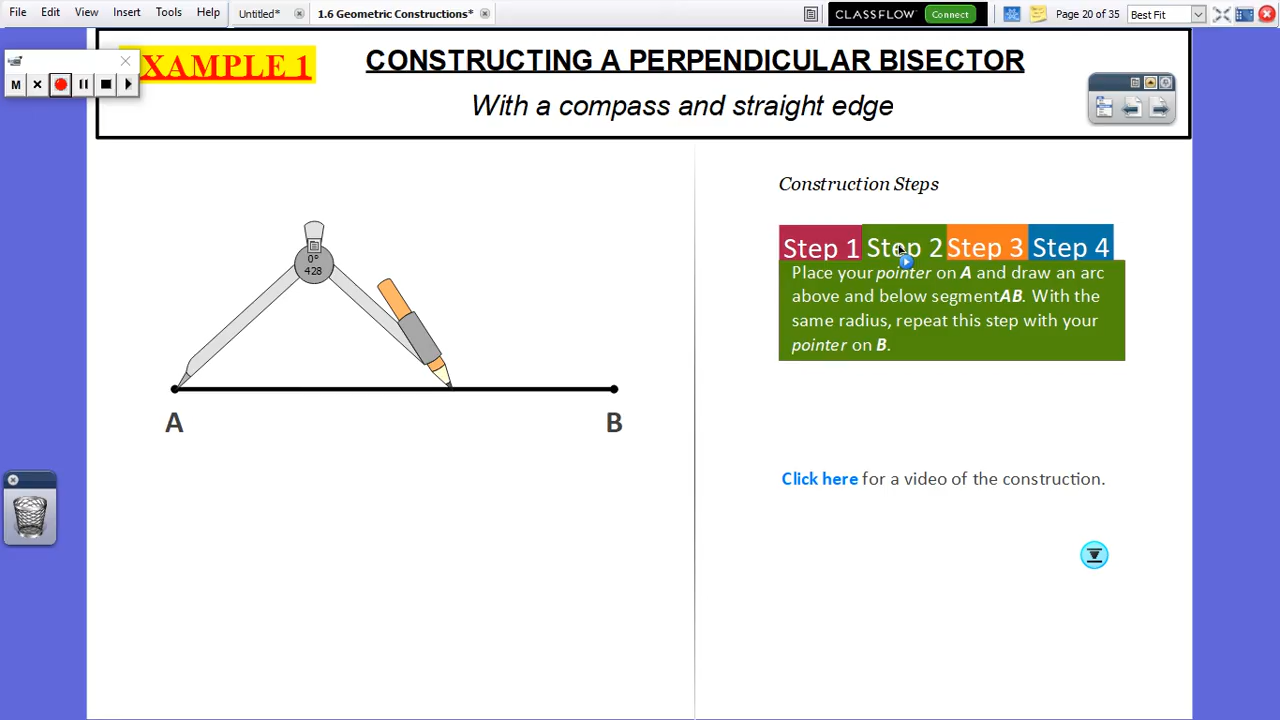 File Edit View Insert Tools Help Untitled* 1.6 Geometric Constructions* CLASSFLOW Connect Page 20 of 35 Best Fit
XAMPLE 1
CONSTRUCTING A PERPENDICULAR BISECTOR
With a compass and straight edge
M
Construction Steps
Step 1 Step 2 Step 3 Step 4
Place your pointer on A and draw an arc
above and below segmentAB. With the
same radius, repeat this step with your
pointer on B.
0°
428
A B
Click here for a video of the construction.